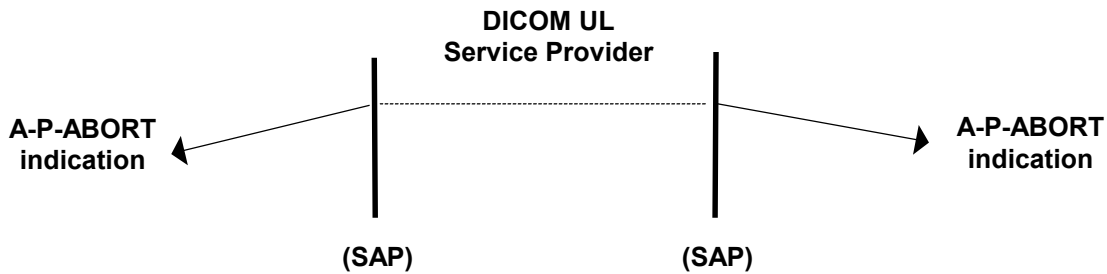 DICOM UL
Service Provider
A-P-ABORT
indication
A-P-ABORT
indication
(SAP)
(SAP)